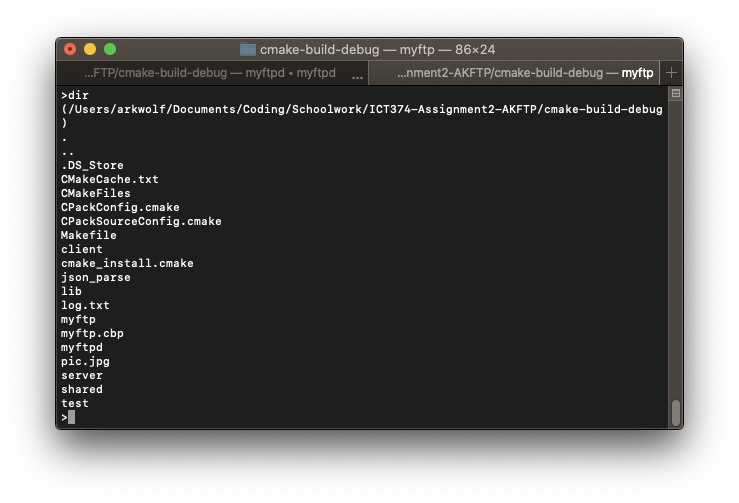 cmake-build-debug — myftp — 86×24
...FTP/cmake-build-debug — myftpd • myftpd ...
...nment2-AKFTP/cmake-build-debug — myftp +
>dir
(/Users/arkwolf/Documents/Coding/Schoolwork/ICT374-Assignment2-AKFTP/cmake-build-debug
)
.
..
.DS_Store
CMakeCache.txt
CMakeFiles
CPackConfig.cmake
CPackSourceConfig.cmake
Makefile
client
cmake_install.cmake
json_parse
lib
log.txt
myftp
myftp.cbp
myftpd
pic.jpg
server
shared
test
>